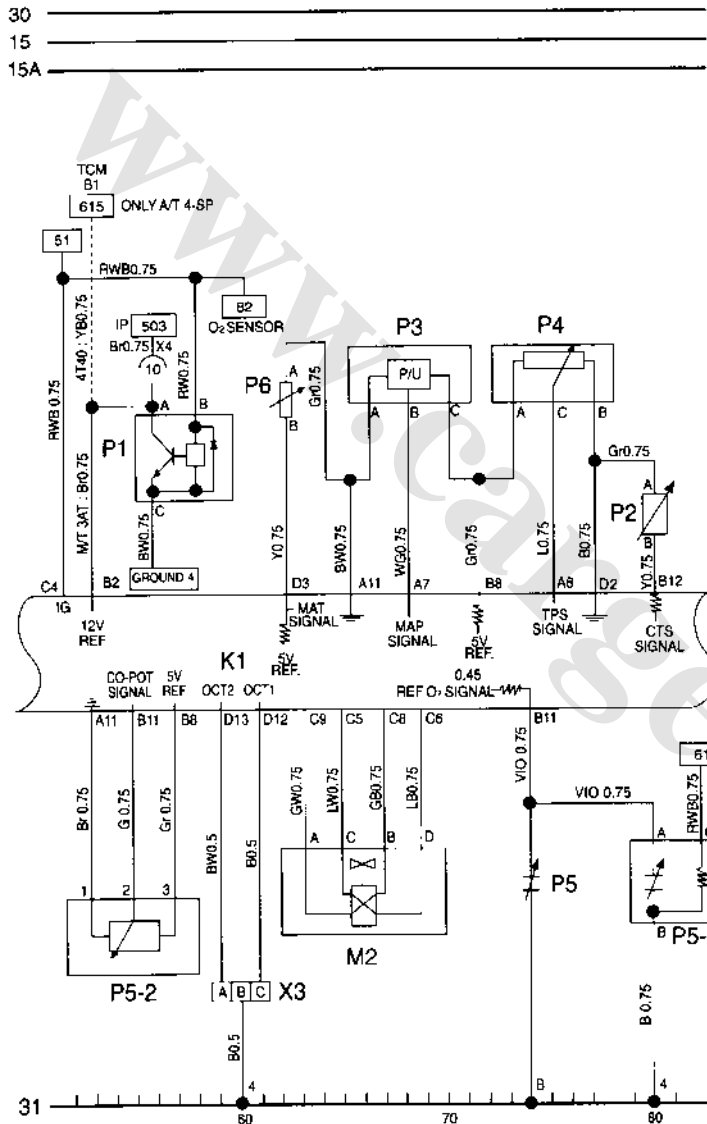 30
15
15A
TCM
B1
615 ONLY A/T 4-SP
51
RWB0.75
82
O2 SENSOR
IP 503
Br0.75 X4
10
4T40 : YB0.75
RWB 0.75
RW0.75
M/T 3AT : Br0.75
A B
P1
C
BW0.75
GROUND 4
A
P6
B
Gr0.75
Y0.75
P3
P/U
A B C
BW0.75
WG0.75
Gr0.75
P4
A C B
L0.75
B0.75
Gr0.75
A
P2
B
Y0.75
C4 B2 D3 A11 A7 B8 A6 D2 B12
1G
12V
REF
MAT
SIGNAL
5V
REF.
MAP
SIGNAL
5V
REF.
TPS
SIGNAL
CTS
SIGNAL
K1
CO-POT
SIGNAL
5V
REF
OCT2 OCT1
0.45
REF O2 SIGNAL
A11 B11 B8 D13 D12 C9 C5 C8 C6 B11
Br 0.75
G 0.75
Gr 0.75
BW0.5
B0.5
GW0.75
LW0.75
GB0.75
LB0.75
VIO 0.75
VIO 0.75
RWB0.75
1 2 3
P5-2
A C B D
M2
P5
A
B
P5-
A B C X3
B0.5
B 0.75
4 B 4
31
60 70 80
www.carge